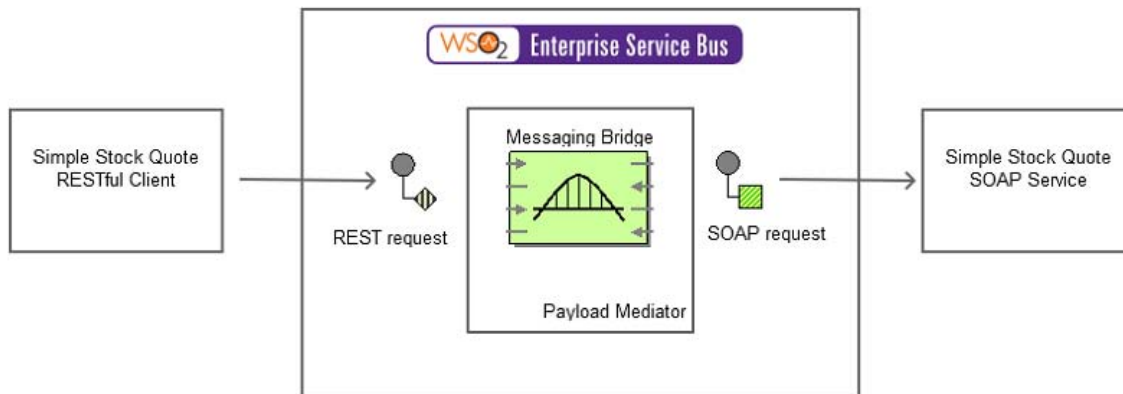 WSO2 Enterprise Service Bus
Simple Stock Quote
RESTful Client
REST request
Messaging Bridge
Payload Mediator
SOAP request
Simple Stock Quote
SOAP Service